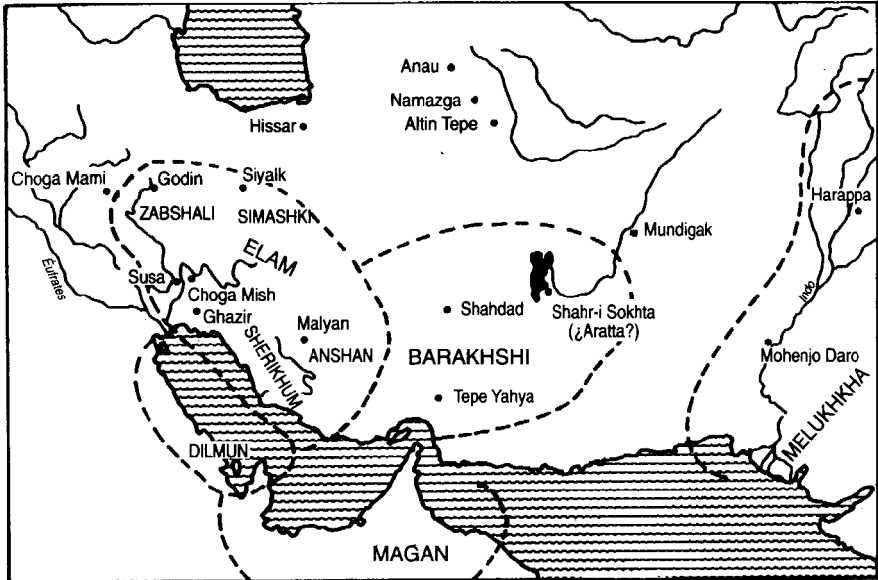 Anau
Namazga
Hissar
Altin Tepe
Choga Mami
Godin
Siyalk
Harappa
ZABSHALI
SIMASHKI
Mundigak
ELAM
Éufrates
Susa
Choga Mish
Indo
Ghazir
Shahdad
Shahr-i Sokhta
(¿Aratta?)
Malyan
SHERIKHUM
ANSHAN
BARAKHSHI
Mohenjo Daro
Tepe Yahya
MELUKHKHA
DILMUN
MAGAN